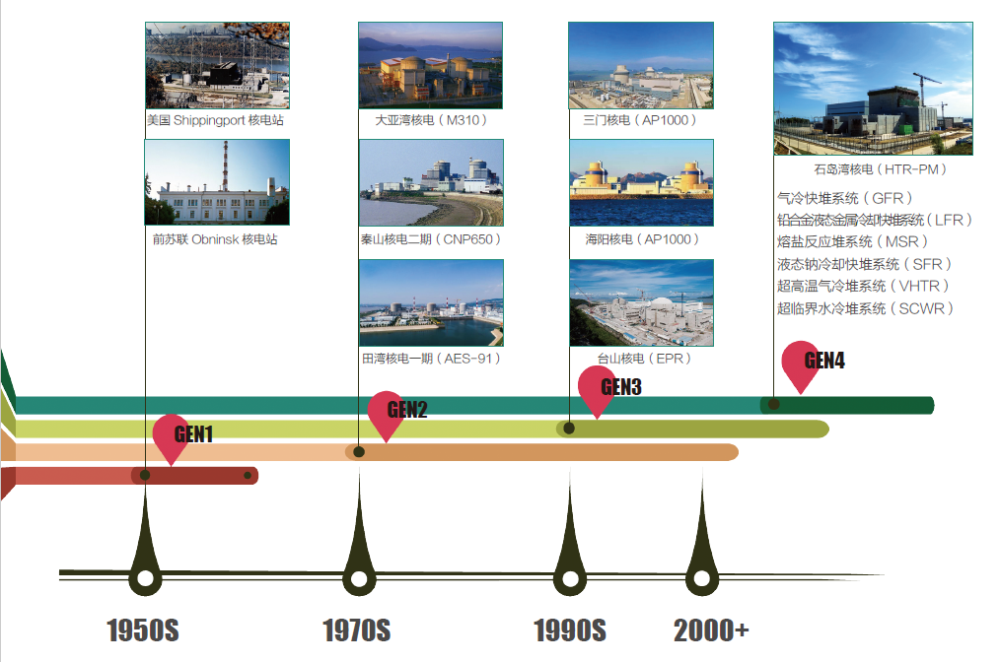 美国 Shippingport 核电站
前苏联 Obninsk 核电站
大亚湾核电（M310）
秦山核电二期（CNP650）
田湾核电一期（AES-91）
三门核电（AP1000）
海阳核电（AP1000）
台山核电（EPR）
石岛湾核电（HTR-PM）
气冷快堆系统（GFR）
铅合金液态金属冷却快堆系统（LFR）
熔盐反应堆系统（MSR）
液态钠冷却快堆系统（SFR）
超高温气冷堆系统（VHTR）
超临界水冷堆系统（SCWR）
GEN1
GEN2
GEN3
GEN4
1950S
1970S
1990S
2000+